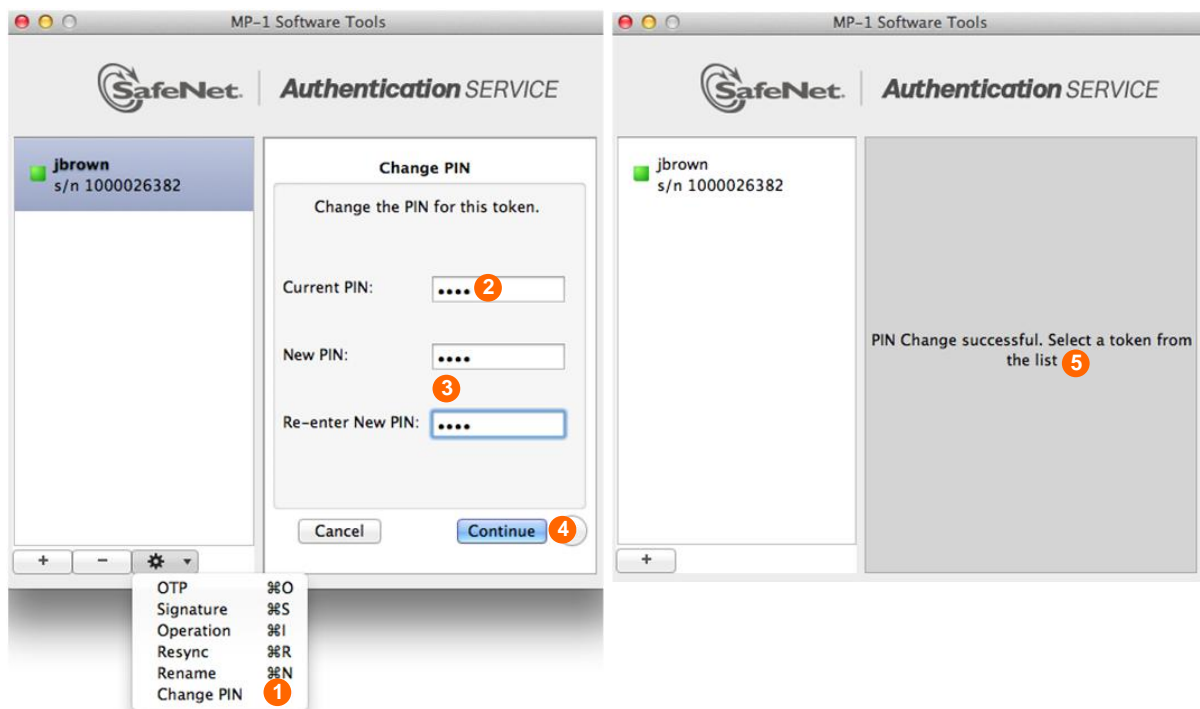 MP-1 Software Tools
SafeNet. Authentication SERVICE
jbrown
s/n 1000026382
Change PIN
Change the PIN for this token.
Current PIN: •••• 2
New PIN: ••••
3
Re-enter New PIN: ••••
Cancel Continue 4
+ −
OTP ⌘O
Signature ⌘S
Operation ⌘I
Resync ⌘R
Rename ⌘N
Change PIN 1
MP-1 Software Tools
SafeNet. Authentication SERVICE
jbrown
s/n 1000026382
PIN Change successful. Select a token from
the list 5
+